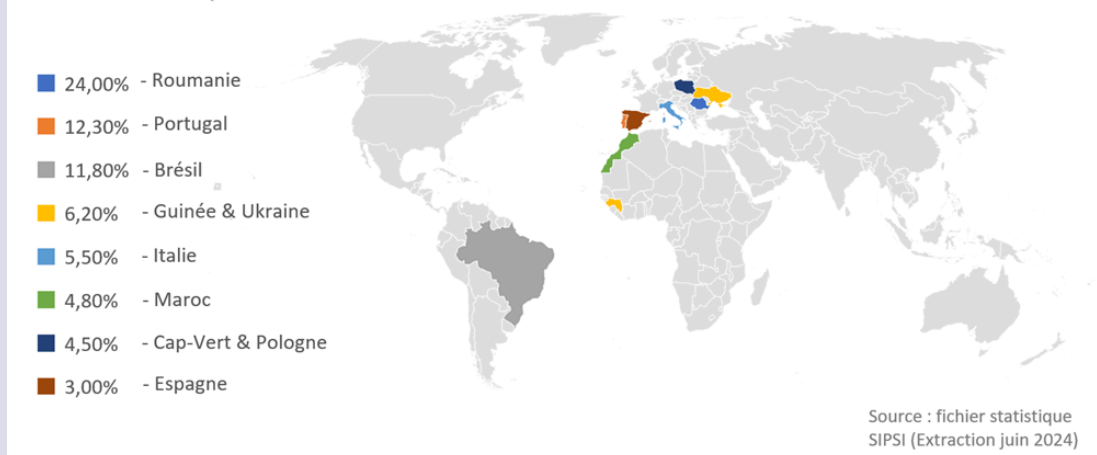 24,00% - Roumanie
12,30% - Portugal
11,80% - Brésil
6,20% - Guinée & Ukraine
5,50% - Italie
4,80% - Maroc
4,50% - Cap-Vert & Pologne
3,00% - Espagne
Source : fichier statistique
SIPSI (Extraction juin 2024)